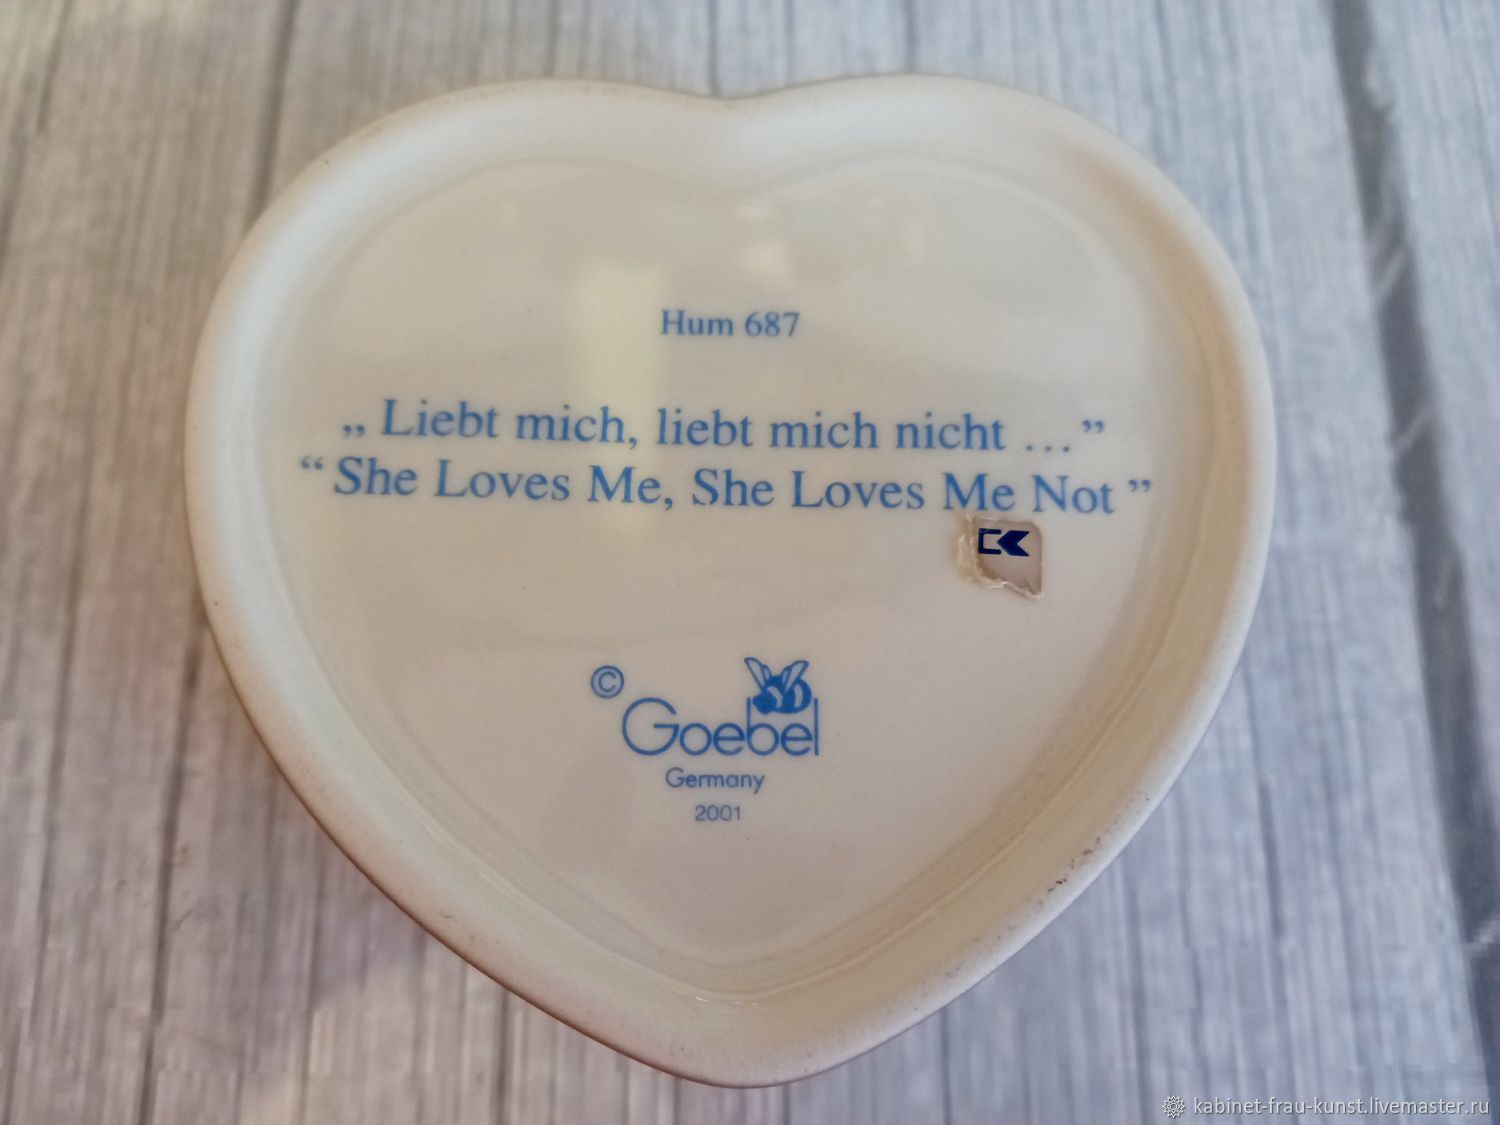 Hum 687
„Liebt mich, liebt mich nicht ...”
“She Loves Me, She Loves Me Not”
©
Goebel
Germany
2001
kabinet-frau-kunst.livemaster.ru